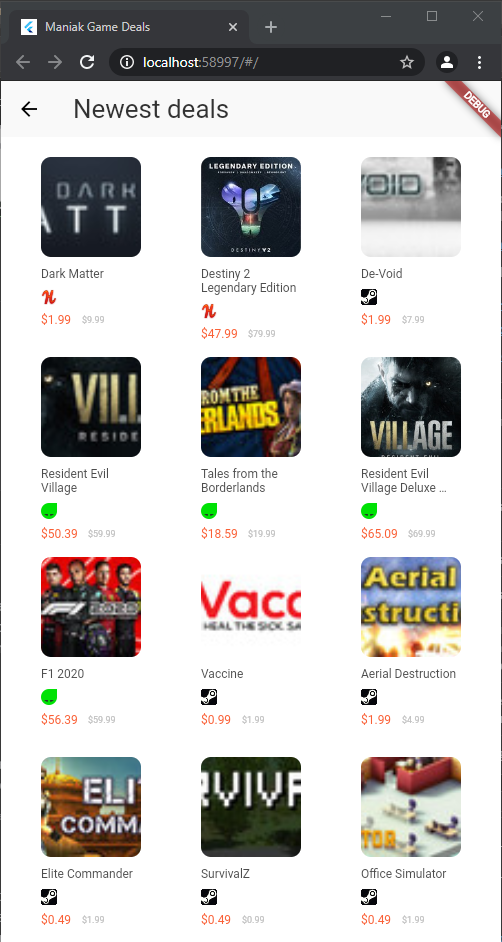 Maniak Game Deals
localhost:58997/#/
DEBUG
Newest deals
DARK
ATT
LEGENDARY EDITION
DESTINY 2
VOID
Dark Matter
Destiny 2
Legendary Edition
De-Void
$1.99 $9.99
$47.99 $79.99
$1.99 $7.99
VILL
RESIDE
ROM THE
ERLANDS
VILLAGE
RESIDENT EVIL
Resident Evil
Village
Tales from the
Borderlands
Resident Evil
Village Deluxe ...
$50.39 $59.99
$18.59 $19.99
$65.09 $69.99
F1 2020
Vacc
HEAL THE SICK SA
Aerial
structi
F1 2020
Vaccine
Aerial Destruction
$56.39 $59.99
$0.99 $1.99
$1.99 $4.99
ELI
COMMA
RVIVA
TOR
Elite Commander
SurvivalZ
Office Simulator
$0.49 $1.99
$0.49 $0.99
$0.49 $1.99